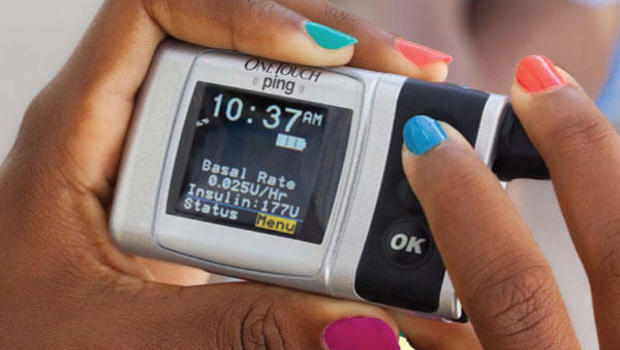 ONETOUCH
ping
10:37AM
Basal Rate
0.025U/Hr
Insulin:177U
Status Menu
OK